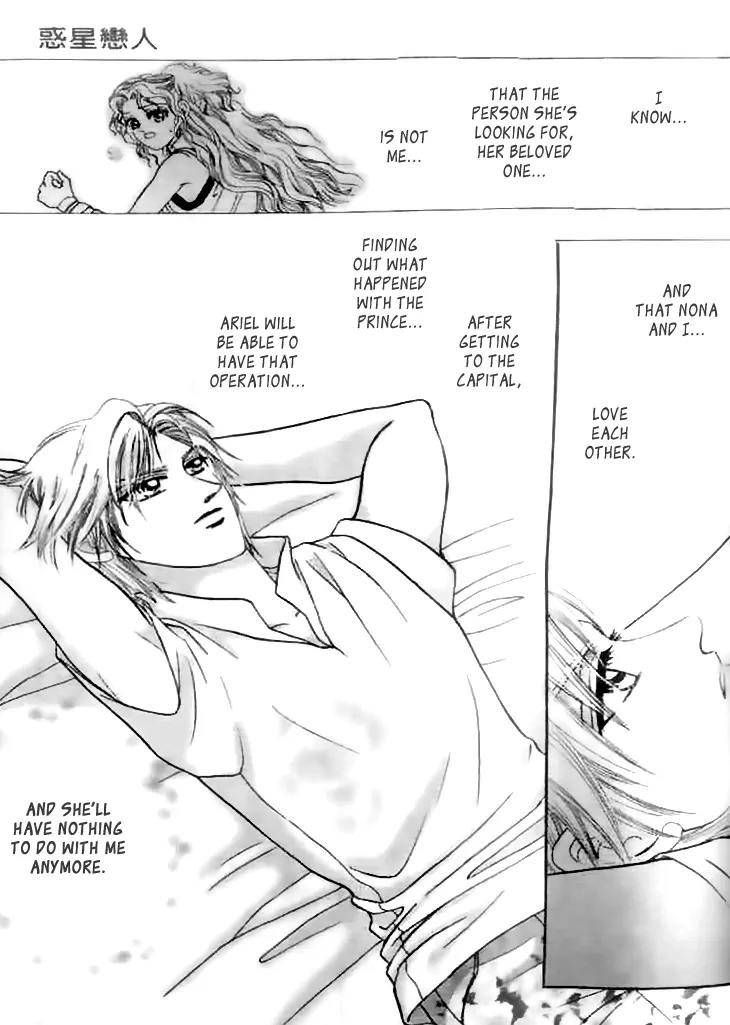 惑星戀人
I
KNOW...
THAT THE
PERSON SHE'S
LOOKING FOR,
HER BELOVED
ONE...
IS NOT
ME...
AND
THAT NONA
AND I...
LOVE
EACH
OTHER.
AFTER
GETTING
TO THE
CAPITAL,
FINDING
OUT WHAT
HAPPENED
WITH THE
PRINCE...
ARIEL WILL
BE ABLE TO
HAVE THAT
OPERATION...
AND SHE'LL
HAVE NOTHING
TO DO WITH ME
ANYMORE.